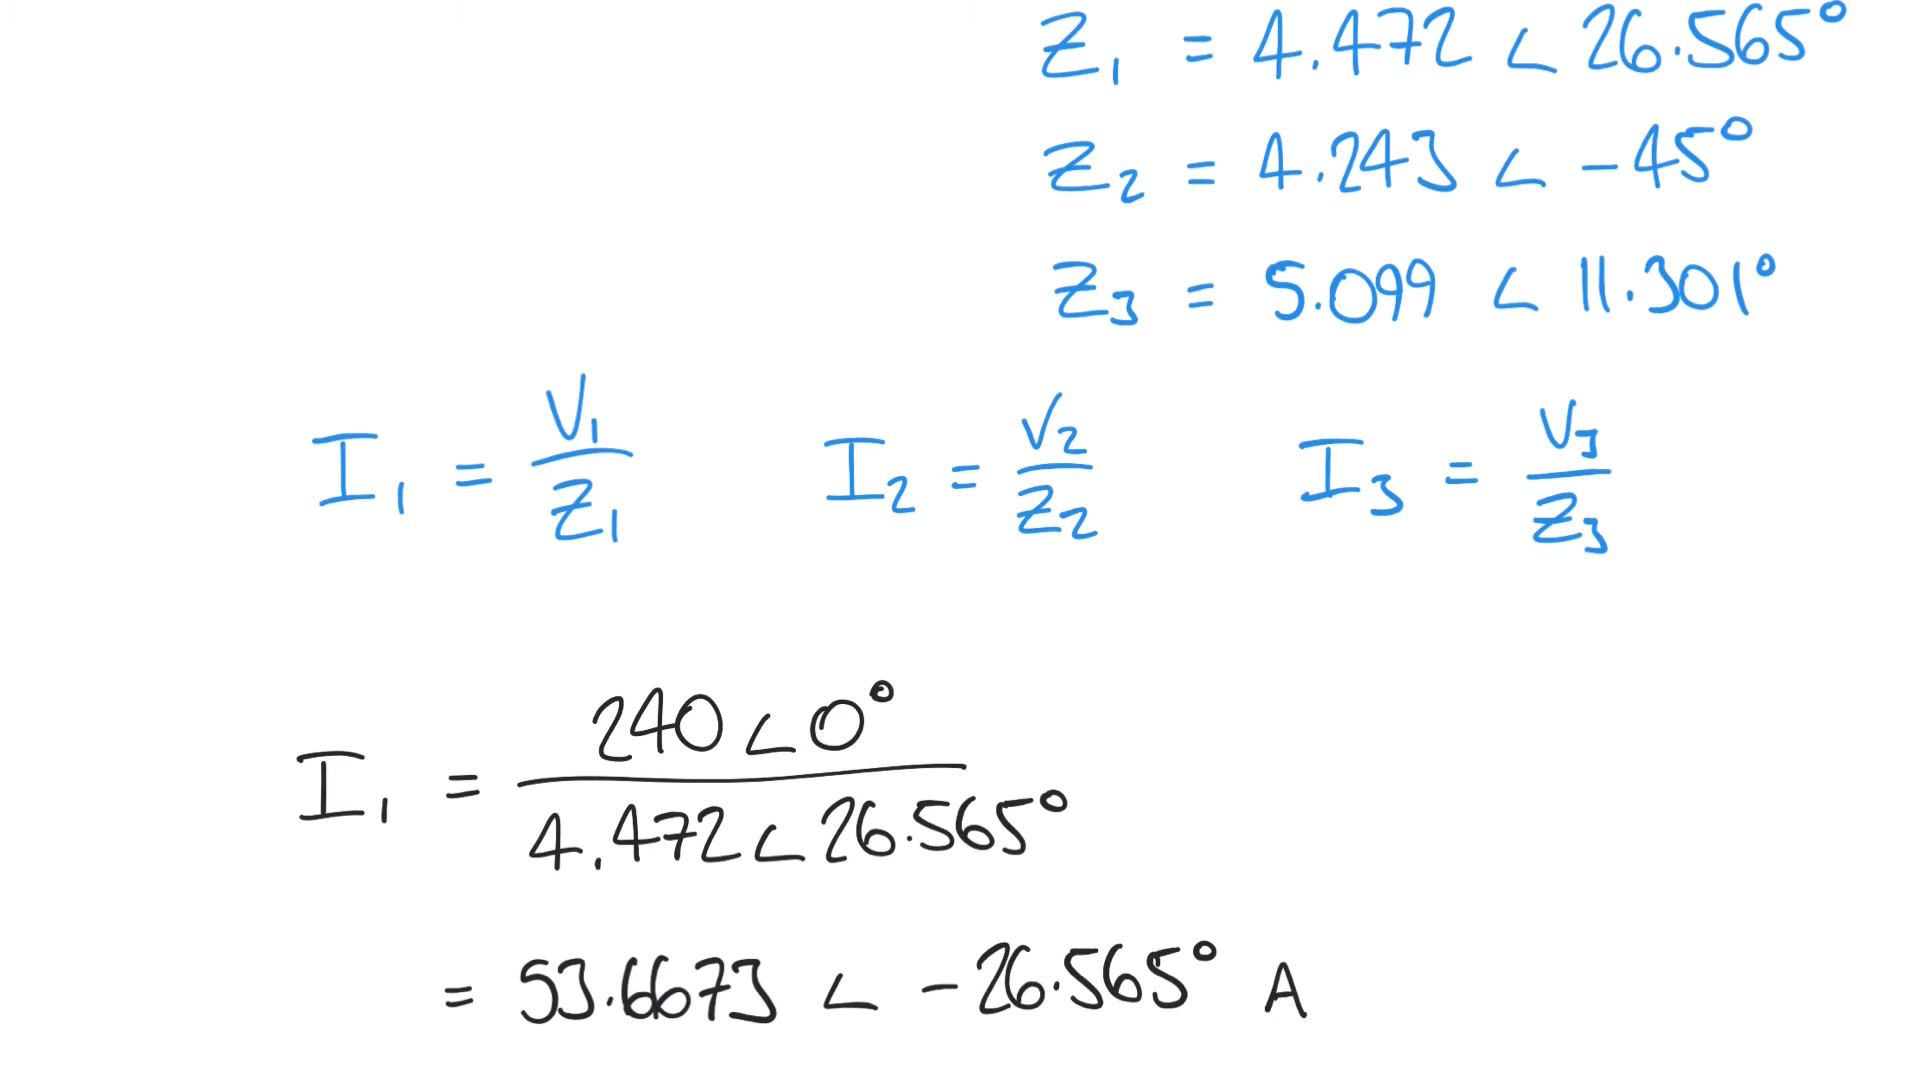 Z₁ = 4.472 < 26.565°
Z₂ = 4.243 < -45°
Z₃ = 5.099 < 11.301°
I₁ = V₁/Z₁ I₂ = V₂/Z₂ I₃ = V₃/Z₃
I₁ = 240 < 0° / 4.472 < 26.565°
= 53.6673 < -26.565° A